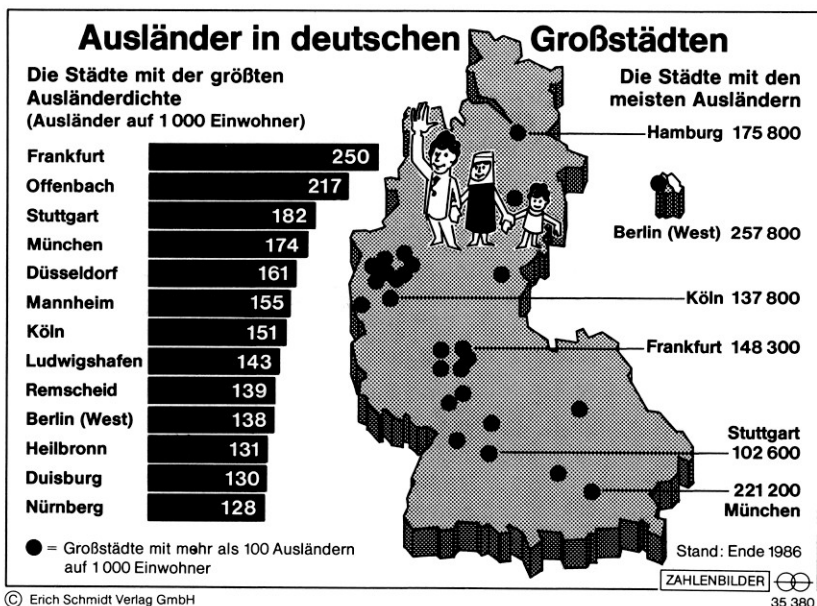 Ausländer in deutschen Großstädten
Die Städte mit der größten
Ausländerdichte
(Ausländer auf 1 000 Einwohner)
Frankfurt 250
Offenbach 217
Stuttgart 182
München 174
Düsseldorf 161
Mannheim 155
Köln 151
Ludwigshafen 143
Remscheid 139
Berlin (West) 138
Heilbronn 131
Duisburg 130
Nürnberg 128
● = Großstädte mit mehr als 100 Ausländern
auf 1 000 Einwohner
Die Städte mit den
meisten Ausländern
Hamburg 175 800
Berlin (West) 257 800
Köln 137 800
Frankfurt 148 300
Stuttgart
102 600
221 200
München
Stand: Ende 1986
ZAHLENBILDER
© Erich Schmidt Verlag GmbH
35 380